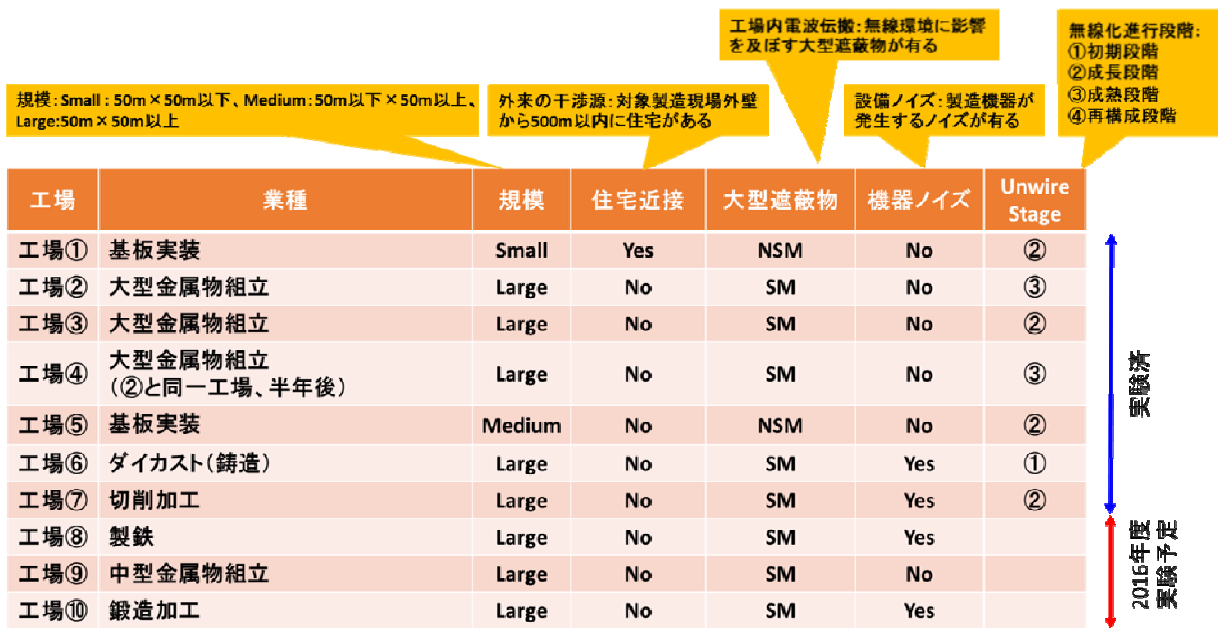 工場内電波伝搬：無線環境に影響
を及ぼす大型遮蔽物が有る
無線化進行段階：
①初期段階
②成長段階
③成熟段階
④再構成段階
規模：Small：50m×50m以下、Medium：50m以下×50m以上、
Large：50m×50m以上
外来の干渉源：対象製造現場外壁
から500m以内に住宅がある
設備ノイズ：製造機器が
発生するノイズが有る
工場 業種 規模 住宅近接 大型遮蔽物 機器ノイズ Unwire
Stage
工場① 基板実装 Small Yes NSM No ②
工場② 大型金属物組立 Large No SM No ③
工場③ 大型金属物組立 Large No SM No ②
工場④ 大型金属物組立
（②と同一工場、半年後） Large No SM No ③
工場⑤ 基板実装 Medium No NSM No ②
工場⑥ ダイカスト（鋳造） Large No SM Yes ①
工場⑦ 切削加工 Large No SM Yes ②
工場⑧ 製鉄 Large No SM Yes
工場⑨ 中型金属物組立 Large No SM No
工場⑩ 鍛造加工 Large No SM Yes
実験済
2016年度
実験予定